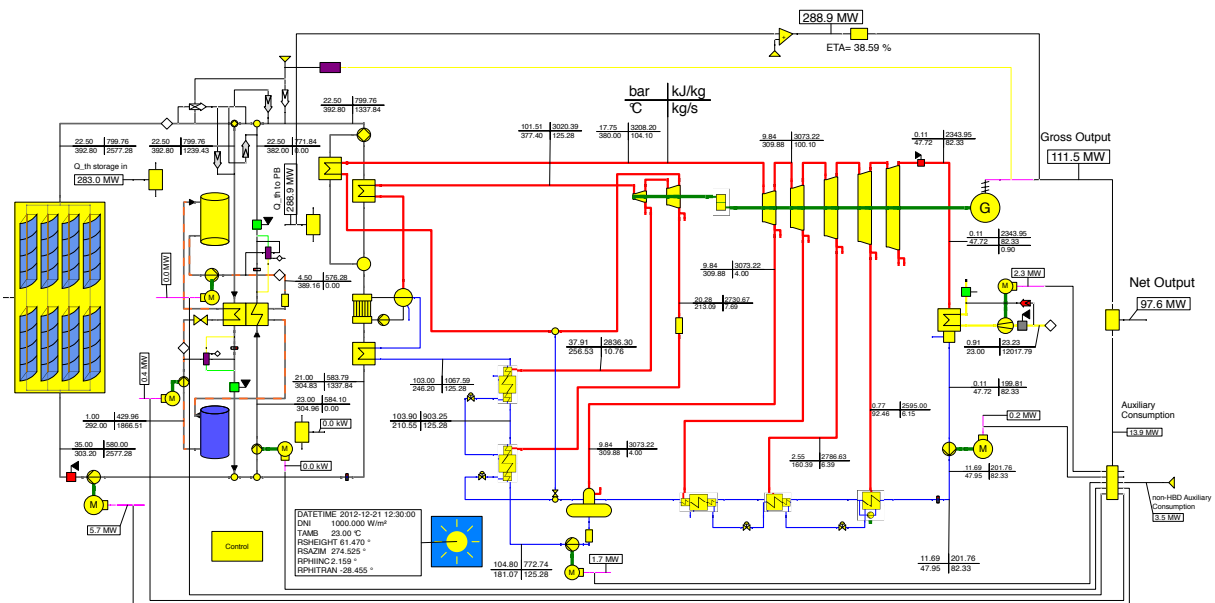 288.9 MW
ETA= 38.59 %
bar kJ/kg
°C kg/s
22.50 799.76
392.80 1337.84
101.51 3020.39
377.40 125.28
17.75 3208.20
380.00 104.10
9.84 3073.22
309.88 100.10
0.11 2343.95
47.72 82.33
Gross Output
111.5 MW
22.50 799.76
392.80 2577.28
22.50 799.76
392.80 1239.43
22.50 771.84
382.00 0.00
Q_th storage in
283.0 MW
Q_th to PB
288.9 MW
G
0.11 2343.95
47.72 82.33
0.90
9.84 3073.22
309.88 4.00
0.0 MW
M
4.50 576.28
389.16 0.00
20.28 2730.67
213.09 7.69
2.3 MW
M
Net Output
97.6 MW
37.91 2836.30
256.53 10.76
0.91 23.23
23.00 12017.79
0.4 MW
M
21.00 583.79
304.83 1337.84
103.00 1067.59
246.20 125.28
0.11 199.81
47.72 82.33
23.00 584.10
304.96 0.00
1.00 429.96
292.00 1866.51
103.90 903.25
210.55 125.28
0.77 2595.00
92.46 6.15
0.2 MW
M
Auxiliary
Consumption
13.9 MW
0.0 kW
M
0.0 kW
35.00 580.00
303.20 2577.28
9.84 3073.22
309.88 4.00
2.55 2786.63
160.39 6.39
11.69 201.76
47.95 82.33
M
5.7 MW
non-HBD Auxiliary
Consumption
3.5 MW
Control
DATETIME 2012-12-21 12:30:00
DNI 1000.000 W/m²
TAMB 23.00 °C
RSHEIGHT 61.470 °
RSAZIM 274.525 °
RPHIINC 2.159 °
RPHITRAN -28.455 °
104.80 772.74
181.07 125.28
M
1.7 MW
11.69 201.76
47.95 82.33